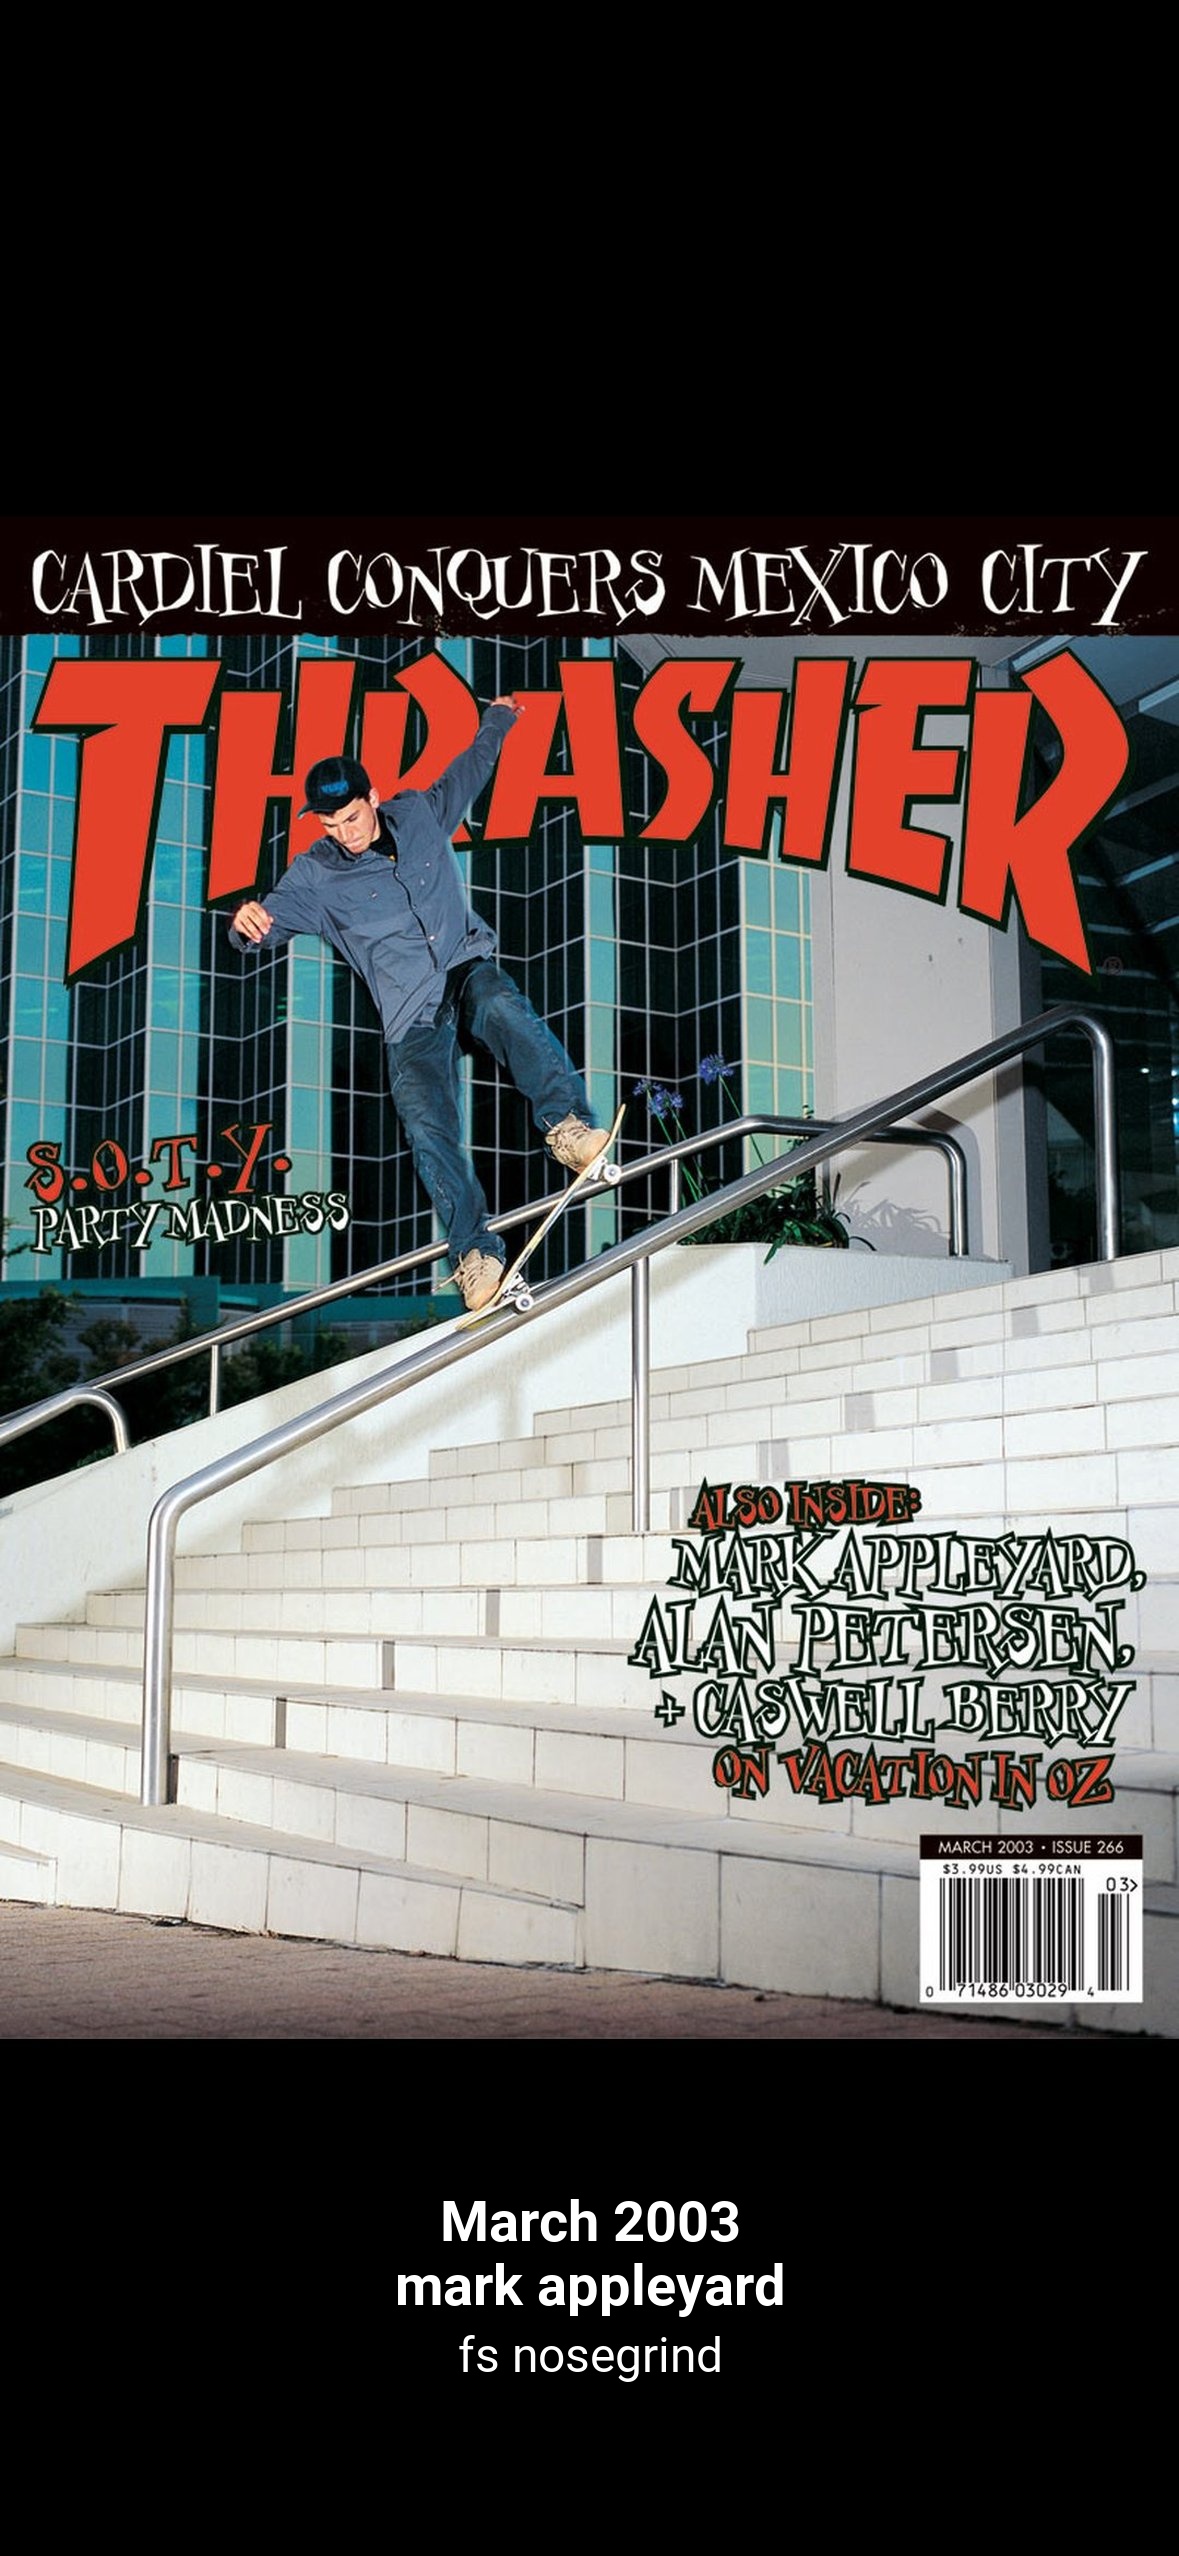 CARDIEL CONQUERS MEXICO CITY
THRASHER
S.O.T.Y.
PARTY MADNESS
ALSO INSIDE:
MARK APPLEYARD,
ALAN PETERSEN,
+ CASWELL BERRY
ON VACATION IN OZ
MARCH 2003 • ISSUE 266
$3.99US $4.99CAN
03>
0 71486 03029 4
March 2003
mark appleyard
fs nosegrind